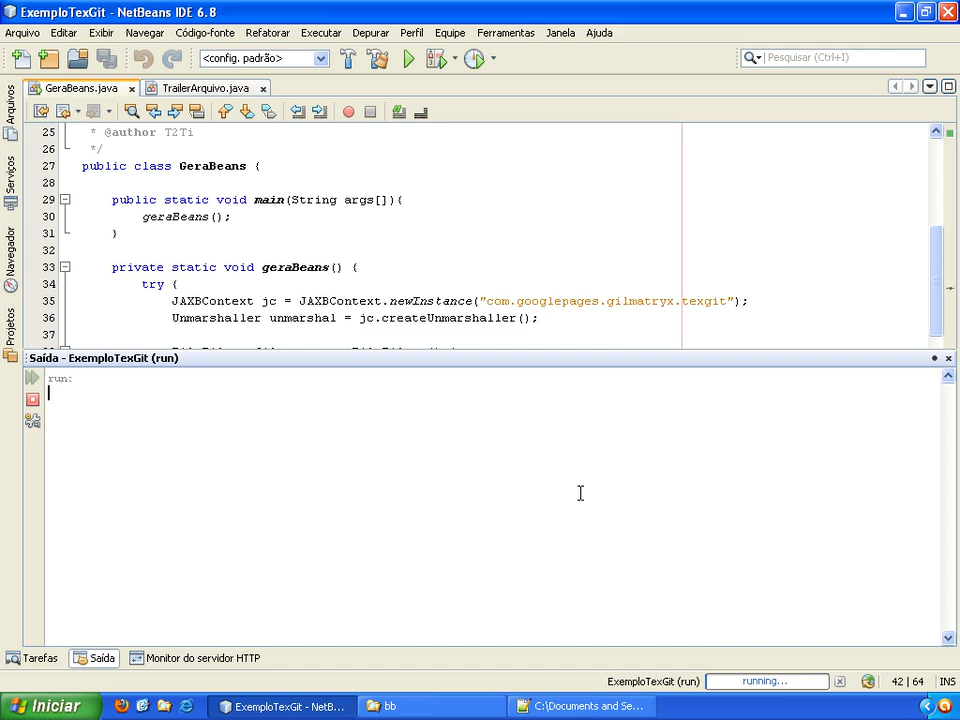 ExemploTexGit - NetBeans IDE 6.8
Arquivo Editar Exibir Navegar Código-fonte Refatorar Executar Depurar Perfil Equipe Ferramentas Janela Ajuda
<config. padrão>
Pesquisar (Ctrl+I)
GeraBeans.java
TrailerArquivo.java
Arquivos
Serviços
Navegador
Projetos
25 * @author T2Ti
26 */
27 public class GeraBeans {
28
29 public static void main(String args[]){
30 geraBeans();
31 }
32
33 private static void geraBeans() {
34 try {
35 JAXBContext jc = JAXBContext.newInstance("com.googlepages.gilmatryx.texgit");
36 Unmarshaller unmarshal = jc.createUnmarshaller();
37
Saída - ExemploTexGit (run)
run:
Tarefas Saída Monitor do servidor HTTP
ExemploTexGit (run) running... 42 | 64 INS
Iniciar
ExemploTexGit - NetB...
bb
C:\Documents and Se...